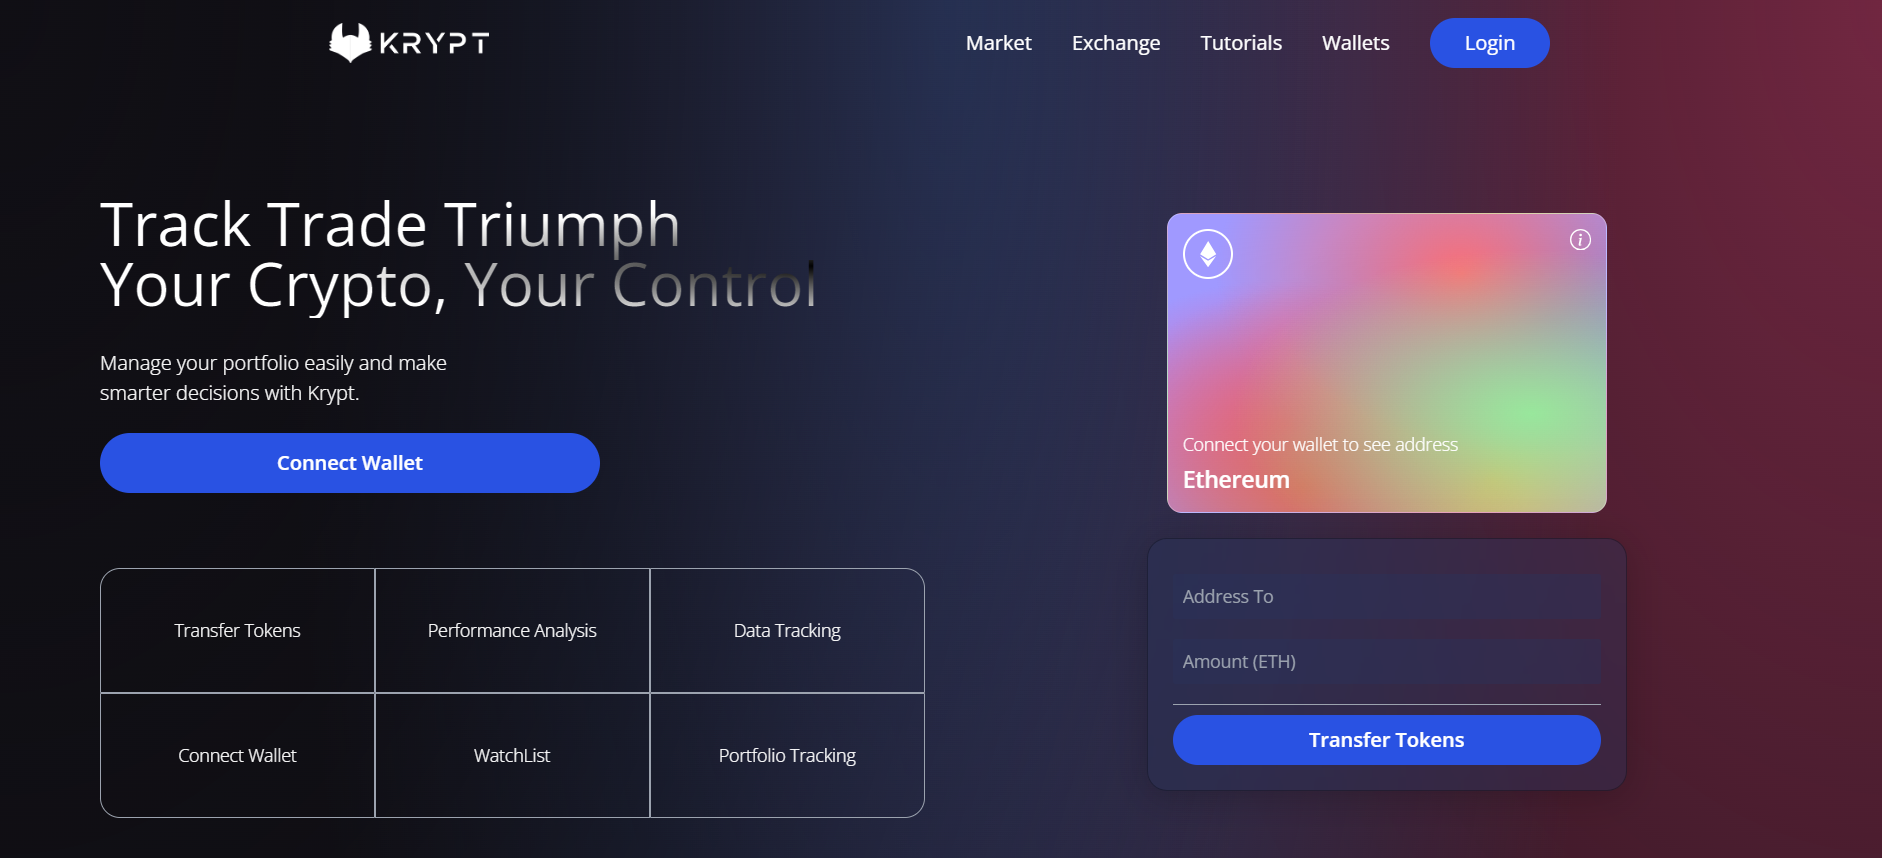 KRYPT
Market
Exchange
Tutorials
Wallets
Login
Track Trade Triumph
Your Crypto, Your Control
Manage your portfolio easily and make
smarter decisions with Krypt.
Connect Wallet
Transfer Tokens
Performance Analysis
Data Tracking
Connect Wallet
WatchList
Portfolio Tracking
i
Connect your wallet to see address
Ethereum
Address To
Amount (ETH)
Transfer Tokens